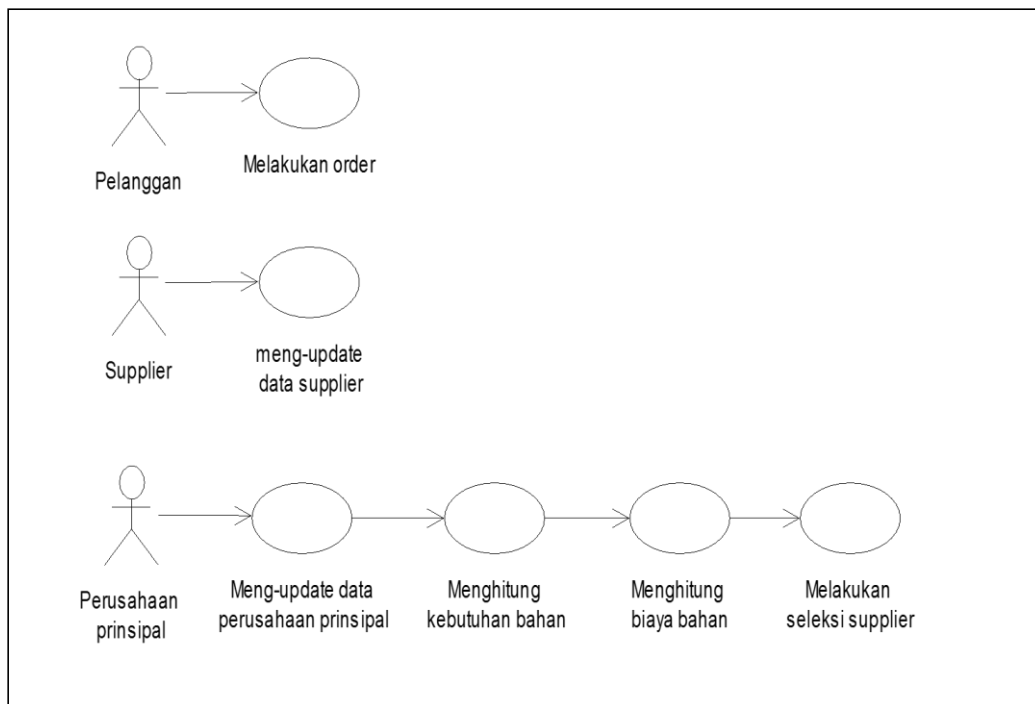 Pelanggan
Melakukan order
Supplier
meng-update
data supplier
Perusahaan
prinsipal
Meng-update data
perusahaan prinsipal
Menghitung
kebutuhan bahan
Menghitung
biaya bahan
Melakukan
seleksi supplier